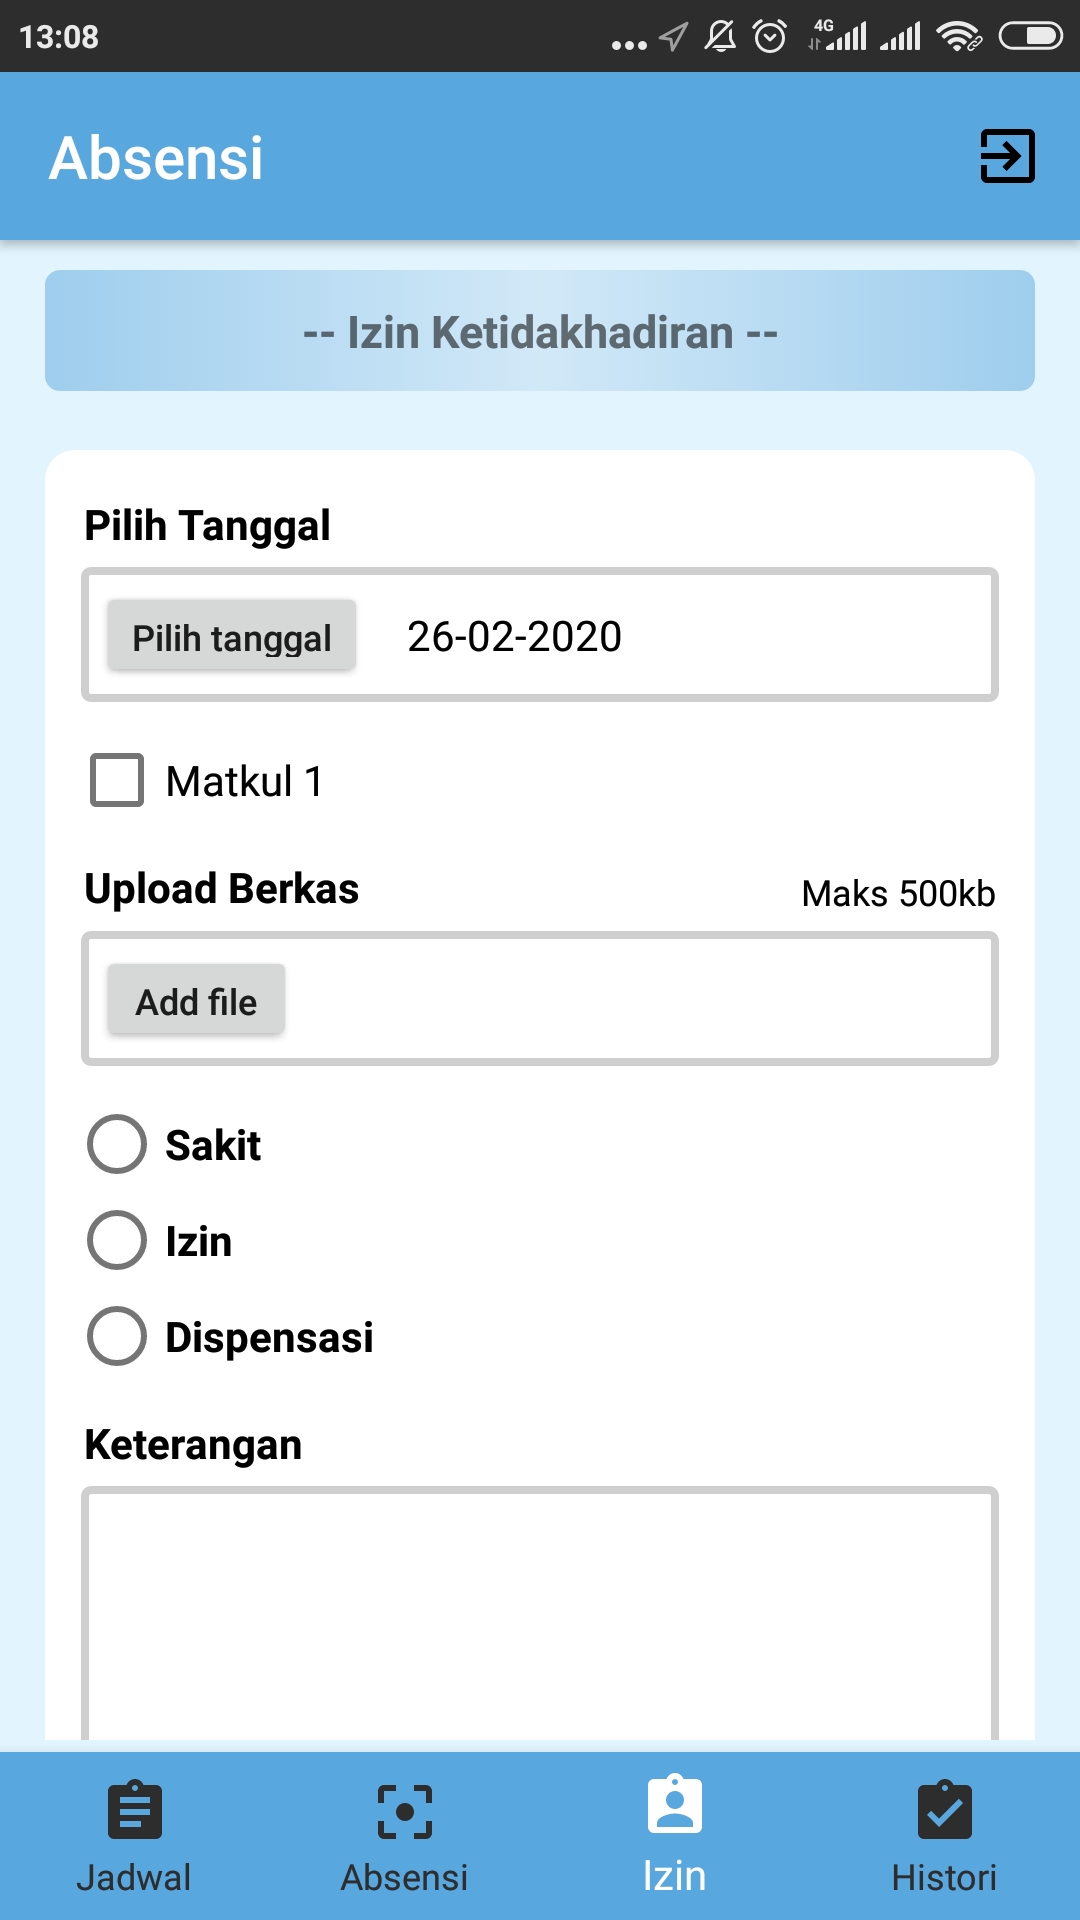 13:08
4G
Absensi
-- Izin Ketidakhadiran --
Pilih Tanggal
Pilih tanggal 26-02-2020
Matkul 1
Upload Berkas Maks 500kb
Add file
Sakit
Izin
Dispensasi
Keterangan
Jadwal Absensi Izin Histori